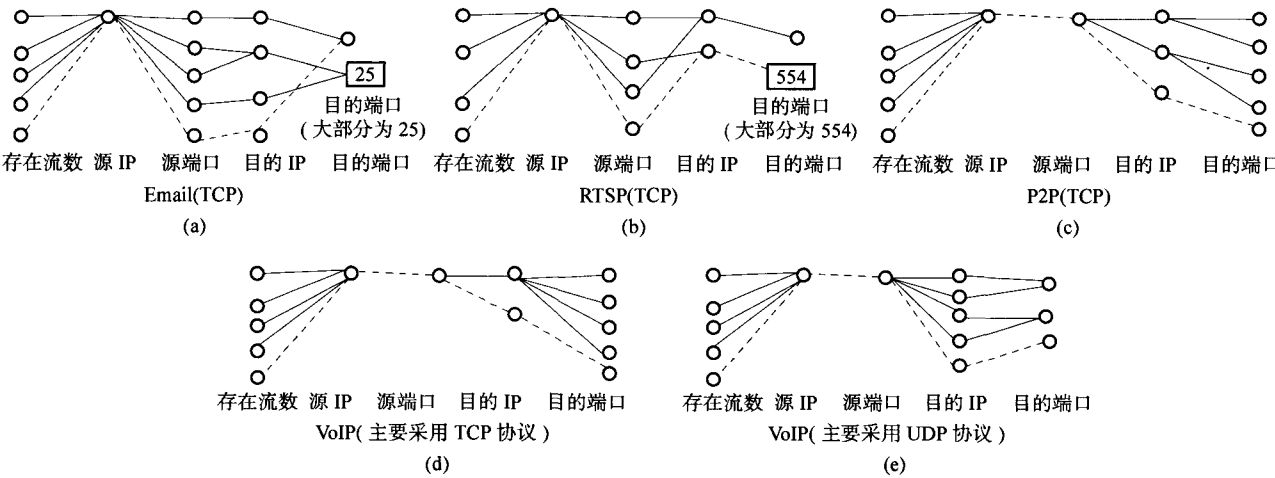 25
目的端口
(大部分为 25)
存在流数 源 IP 源端口 目的 IP 目的端口
Email(TCP)
(a)
554
目的端口
(大部分为 554)
存在流数 源 IP 源端口 目的 IP 目的端口
RTSP(TCP)
(b)
存在流数 源 IP 源端口 目的 IP 目的端口
P2P(TCP)
(c)
存在流数 源 IP 源端口 目的 IP 目的端口
VoIP(主要采用 TCP 协议)
(d)
存在流数 源 IP 源端口 目的 IP 目的端口
VoIP(主要采用 UDP 协议)
(e)